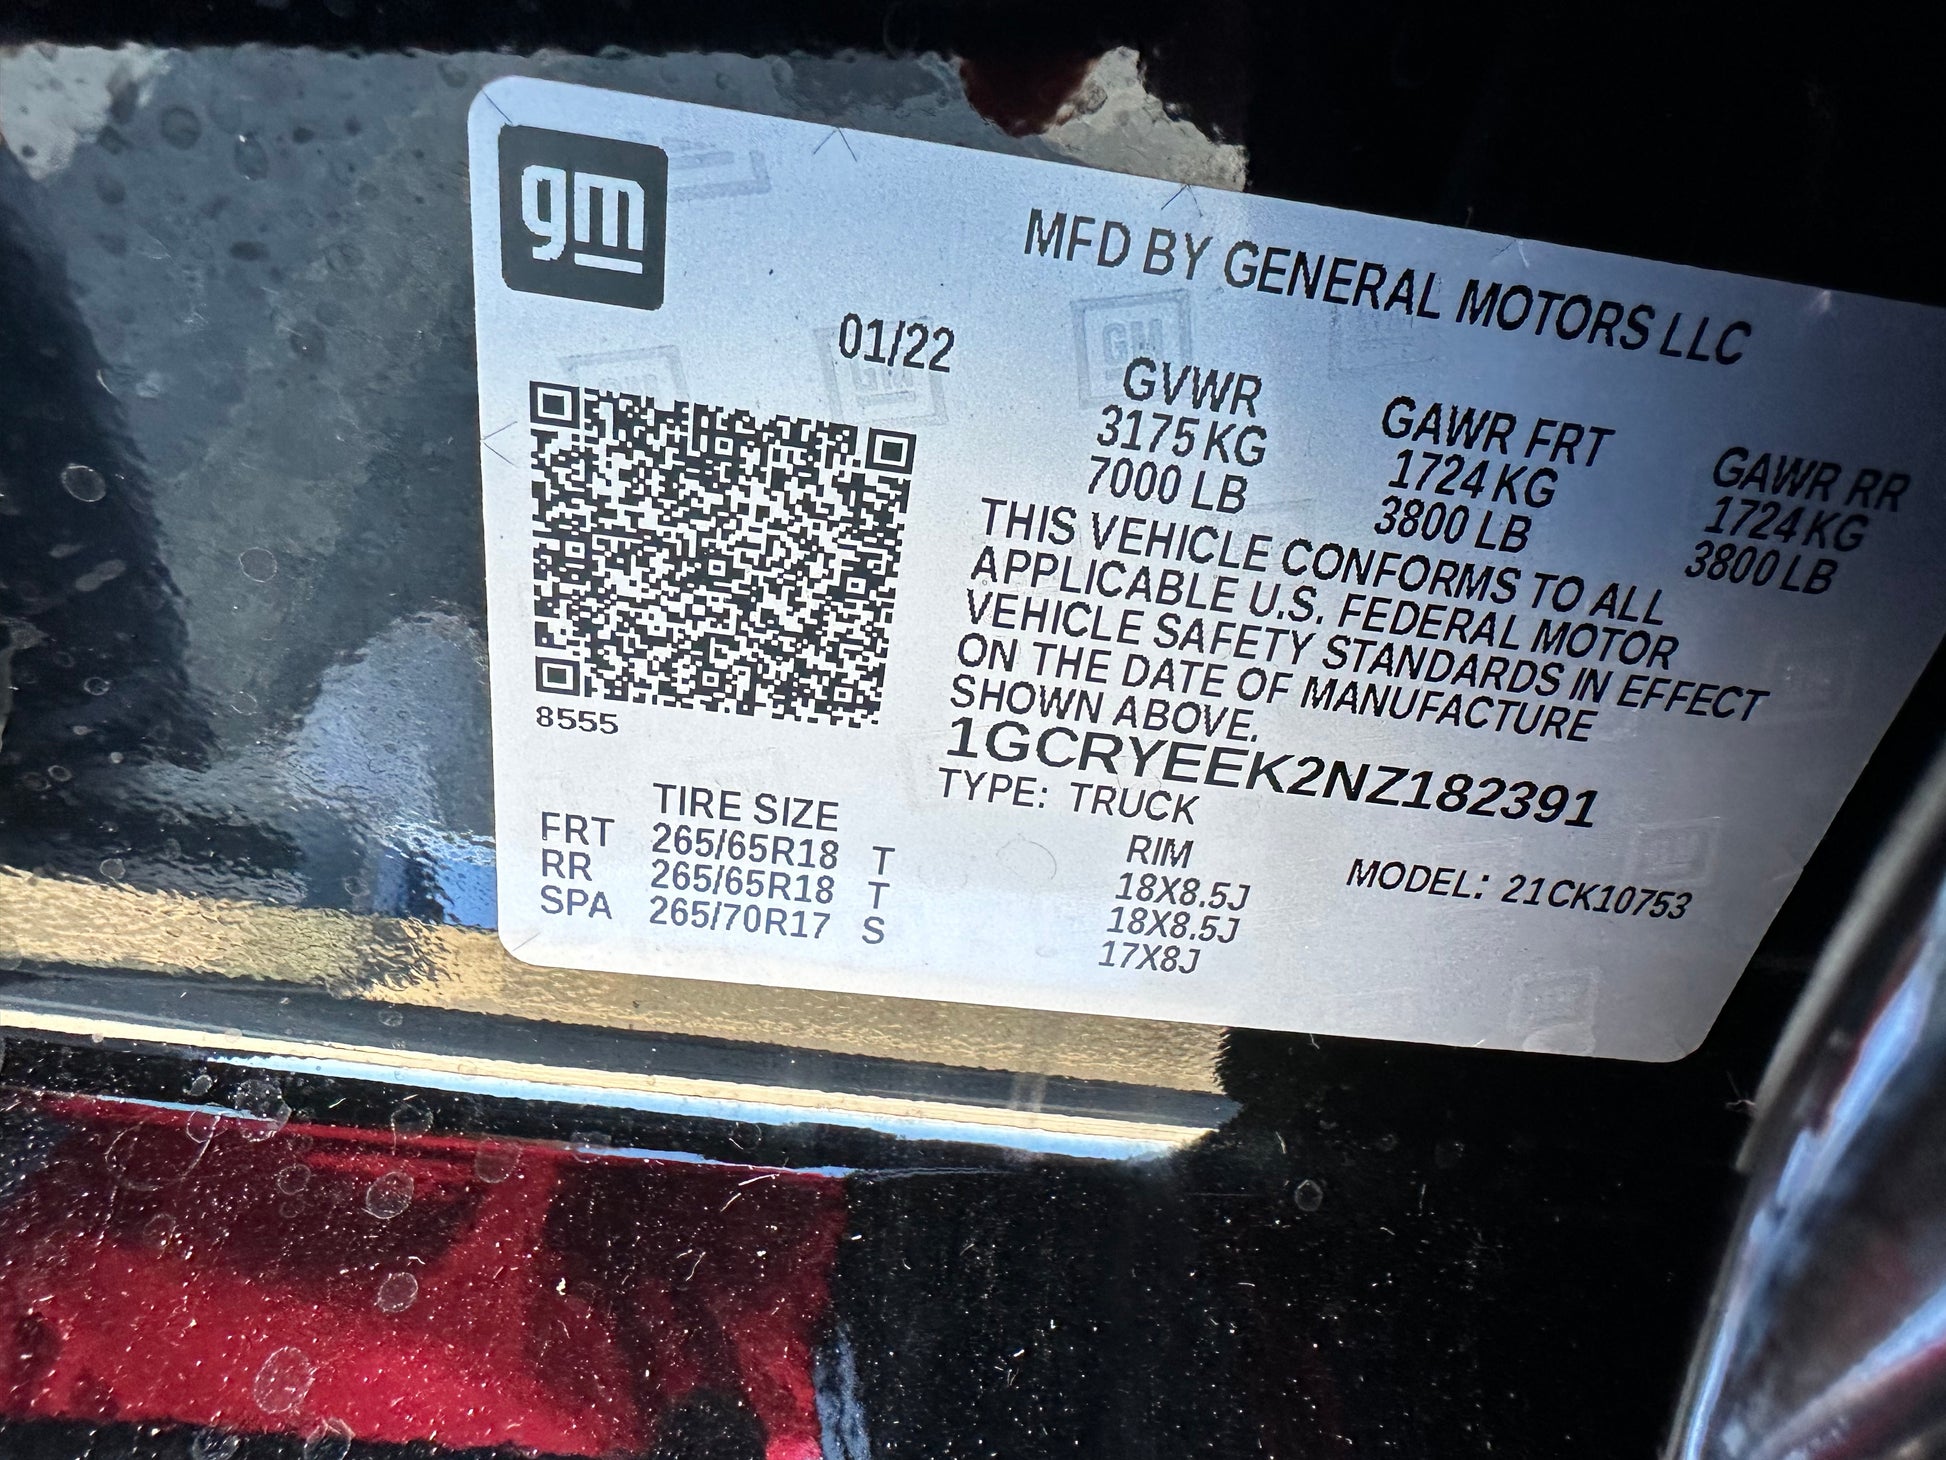 gm
MFD BY GENERAL MOTORS LLC
01/22
GVWR GAWR FRT GAWR RR
3175 KG 1724 KG 1724 KG
7000 LB 3800 LB 3800 LB
THIS VEHICLE CONFORMS TO ALL
APPLICABLE U.S. FEDERAL MOTOR
VEHICLE SAFETY STANDARDS IN EFFECT
ON THE DATE OF MANUFACTURE
SHOWN ABOVE.
8555
1GCRYEEK2NZ182391
TYPE: TRUCK
MODEL: 21CK10753
TIRE SIZE RIM
FRT 265/65R18 T 18X8.5J
RR 265/65R18 T 18X8.5J
SPA 265/70R17 S 17X8J